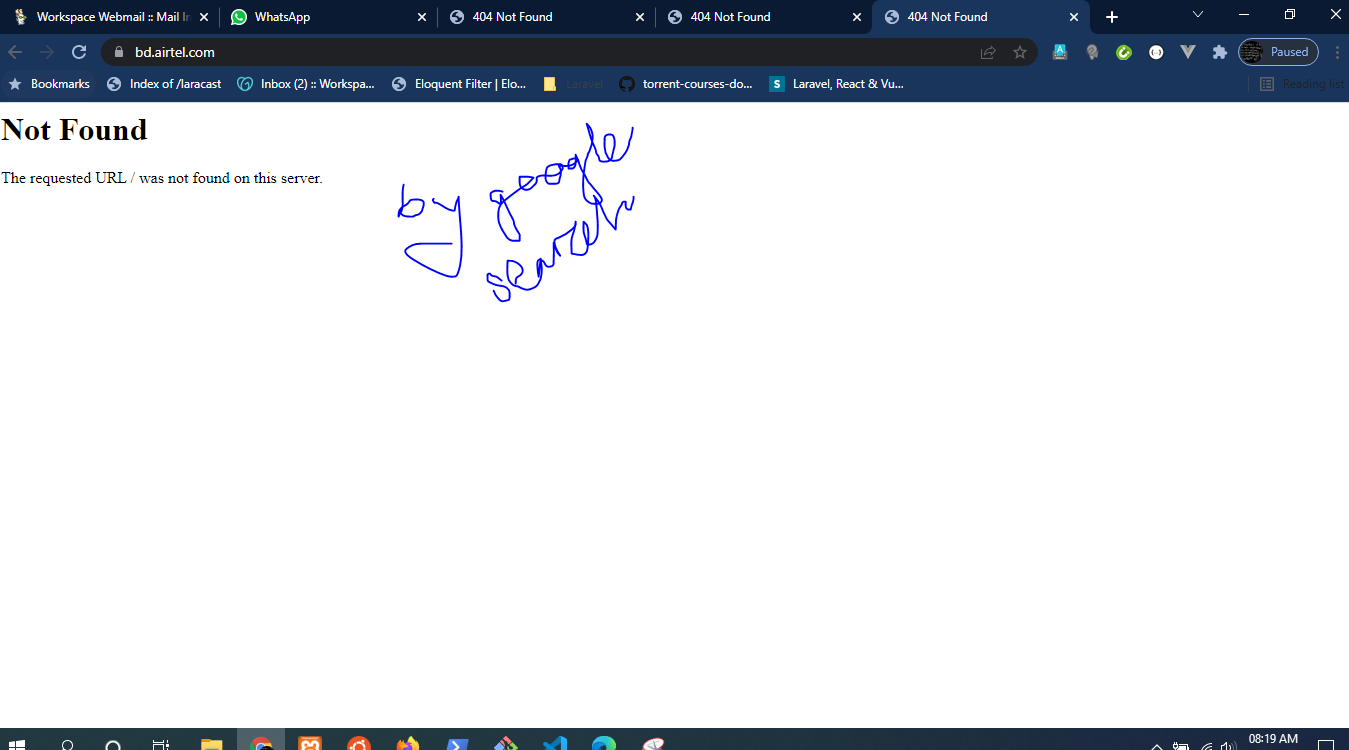 Workspace Webmail :: Mail In
WhatsApp
404 Not Found
404 Not Found
404 Not Found
bd.airtel.com
Paused
Bookmarks
Index of /laracast
Inbox (2) :: Workspa...
Eloquent Filter | Elo...
Laravel
torrent-courses-do...
Laravel, React & Vu...
Reading list
Not Found
The requested URL / was not found on this server.
by google
search
08:19 AM